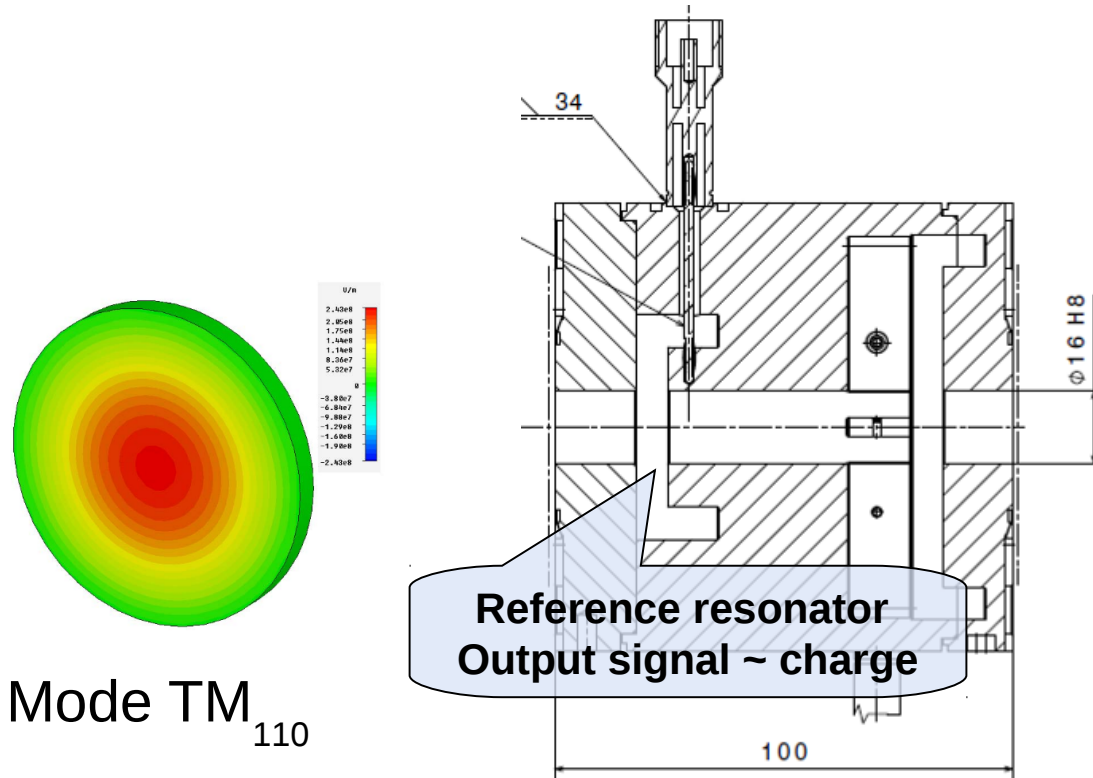 34
V/m
2.43e8
2.05e8
1.75e8
1.44e8
1.14e8
8.36e7
5.32e7
0
-3.80e7
-6.84e7
-9.88e7
-1.29e8
-1.60e8
-1.90e8
-2.43e8
ϕ16H8
Reference resonator
Output signal ~ charge
Mode TM110
100